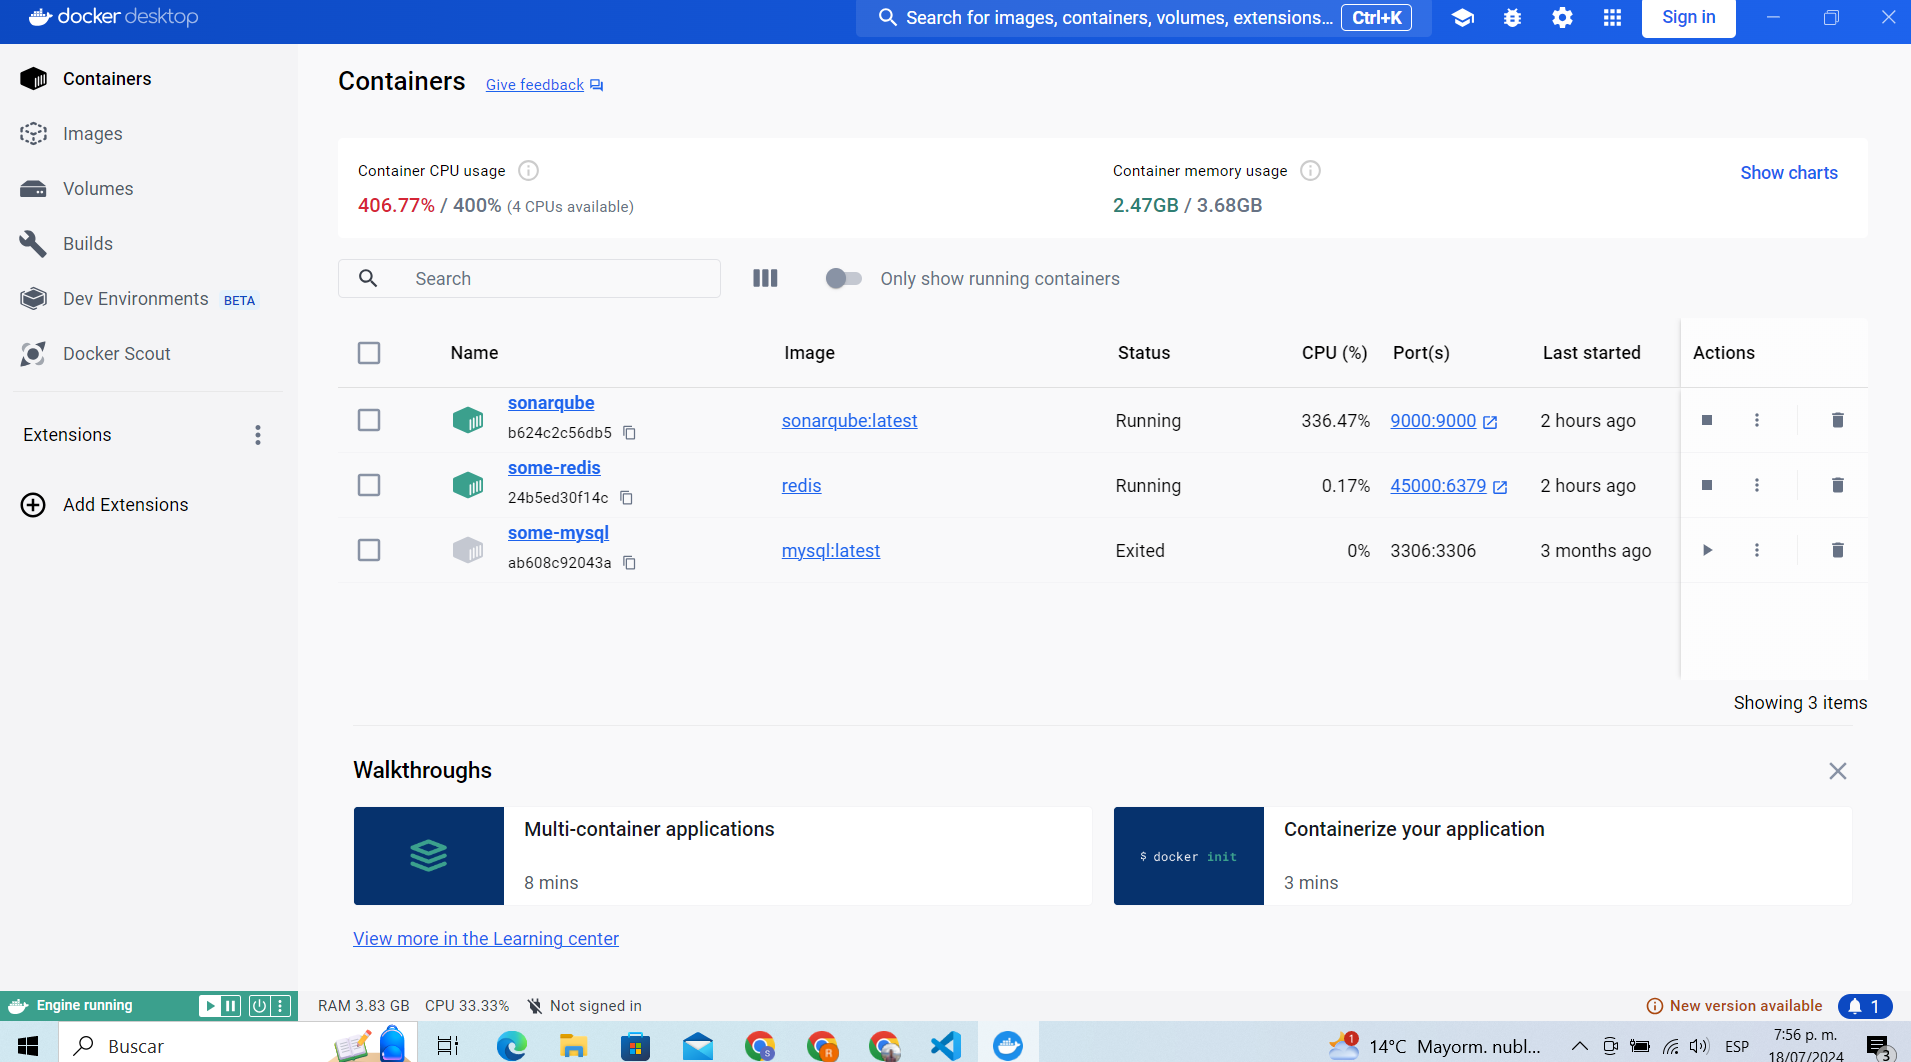 docker desktop
Search for images, containers, volumes, extensions... Ctrl+K
Sign in
Containers
Images
Volumes
Builds
Dev Environments BETA
Docker Scout
Extensions
Add Extensions
Containers Give feedback
Container CPU usage
406.77% / 400% (4 CPUs available)
Container memory usage
2.47GB / 3.68GB
Show charts
Search
Only show running containers
Name Image Status CPU (%) Port(s) Last started Actions
sonarqube
b624c2c56db5
sonarqube:latest Running 336.47% 9000:9000 2 hours ago
some-redis
24b5ed30f14c
redis Running 0.17% 45000:6379 2 hours ago
some-mysql
ab608c92043a
mysql:latest Exited 0% 3306:3306 3 months ago
Showing 3 items
Walkthroughs
Multi-container applications
8 mins
$ docker init
Containerize your application
3 mins
View more in the Learning center
Engine running
RAM 3.83 GB CPU 33.33% Not signed in
New version available 1
Buscar
S
R
1
14°C Mayorm. nubl...
ESP
7:56 p. m.
18/07/2024
3